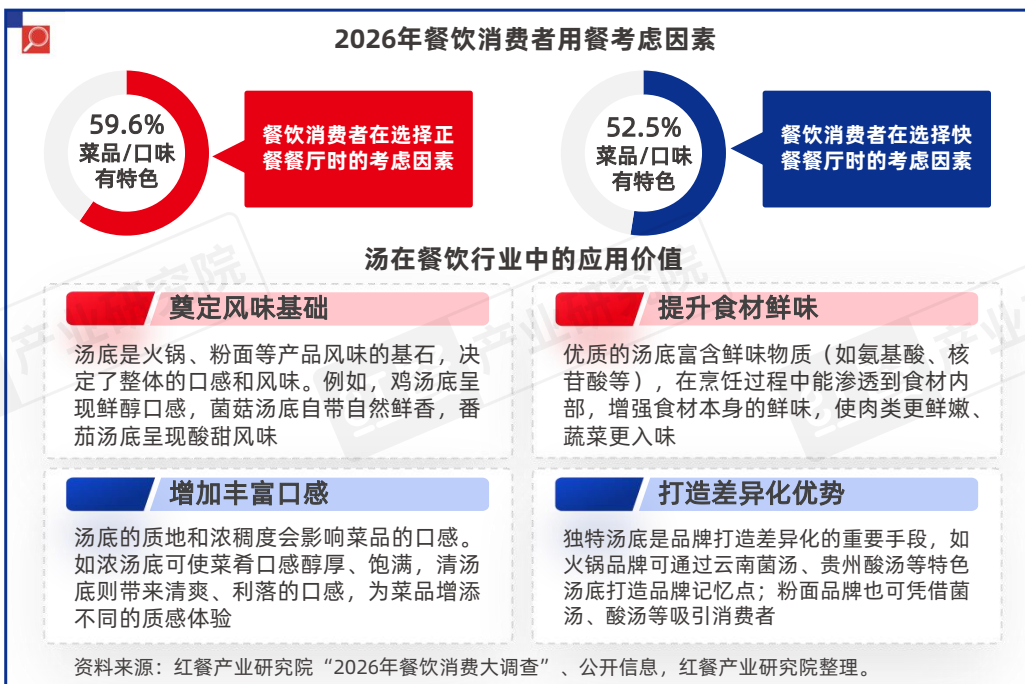 2026年餐饮消费者用餐考虑因素
59.6%
菜品/口味
有特色
餐饮消费者在选择正
餐餐厅时的考虑因素
52.5%
菜品/口味
有特色
餐饮消费者在选择快
餐餐厅时的考虑因素
汤在餐饮行业中的应用价值
奠定风味基础
汤底是火锅、粉面等产品风味的基石，决
定了整体的口感和风味。例如，鸡汤底呈
现鲜醇口感，菌菇汤底自带自然鲜香，番
茄汤底呈现酸甜风味
提升食材鲜味
优质的汤底富含鲜味物质（如氨基酸、核
苷酸等），在烹饪过程中能渗透到食材内
部，增强食材本身的鲜味，使肉类更鲜嫩、
蔬菜更入味
增加丰富口感
汤底的质地和浓稠度会影响菜品的口感。
如浓汤底可使菜肴口感醇厚、饱满，清汤
底则带来清爽、利落的口感，为菜品增添
不同的质感体验
打造差异化优势
独特汤底是品牌打造差异化的重要手段，如
火锅品牌可通过云南菌汤、贵州酸汤等特色
汤底打造品牌记忆点；粉面品牌也可凭借菌
汤、酸汤等吸引消费者
资料来源：红餐产业研究院“2026年餐饮消费大调查”、公开信息，红餐产业研究院整理。